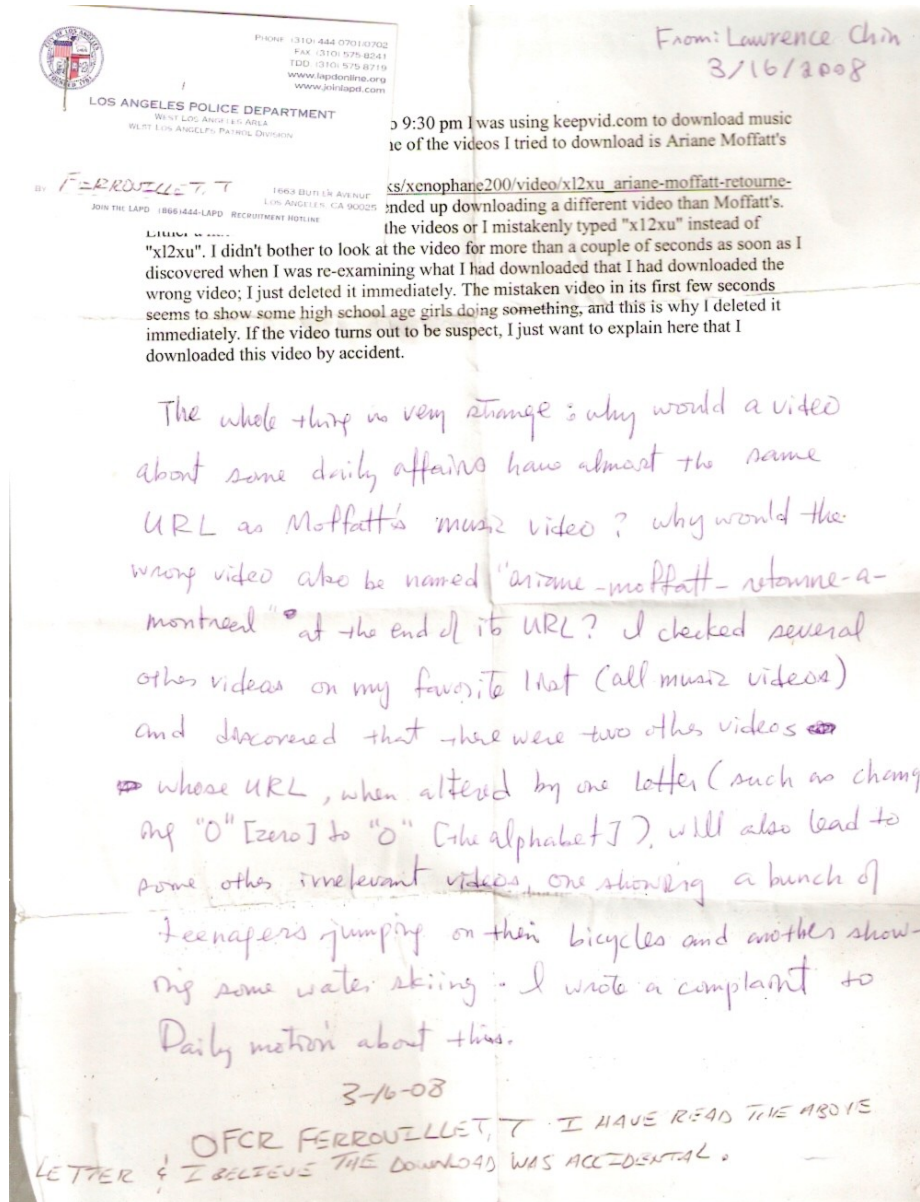 From: Lawrence Chin
3/16/2008
PHONE (310) 444 0701/0702
FAX (310) 575-8241
TDD (310) 575-8719
www.lapdonline.org
www.joinlapd.com
LOS ANGELES POLICE DEPARTMENT
WEST LOS ANGELES AREA
WEST LOS ANGELES PATROL DIVISION
BY FERROUILLET, T
1663 BUTLER AVENUE
LOS ANGELES, CA 90025
JOIN THE LAPD (866) 444-LAPD RECRUITMENT HOTLINE
9:30 pm I was using keepvid.com to download music
of the videos I tried to download is Ariane Moffatt's
ks/xenophane200/video/xl2xu_ariane-moffatt-retourne-
ended up downloading a different video than Moffatt's.
the videos or I mistakenly typed "x12xu" instead of
"xl2xu". I didn't bother to look at the video for more than a couple of seconds as soon as I
discovered when I was re-examining what I had downloaded that I had downloaded the
wrong video; I just deleted it immediately. The mistaken video in its first few seconds
seems to show some high school age girls doing something, and this is why I deleted it
immediately. If the video turns out to be suspect, I just want to explain here that I
downloaded this video by accident.
The whole thing is very strange: why would a video
about some daily affairs have almost the same
URL as Moffatt's music video? why would the
wrong video also be named "ariane-moffatt-retourne-a-
montreal" at the end of its URL? I checked several
other videos on my favorite list (all music videos)
and discovered that there were two other videos
whose URL, when altered by one letter (such as chang
ing "0" [zero] to "o" [the alphabet]), will also lead to
some other irrelevant videos, one showing a bunch of
teenagers jumping on their bicycles and another show-
ing some water skiing. I wrote a complaint to
Daily motion about this.
3-16-08
OFCR FERROUILLET, T I HAVE READ THE ABOVE
LETTER & I BELIEVE THE DOWNLOAD WAS ACCIDENTAL.